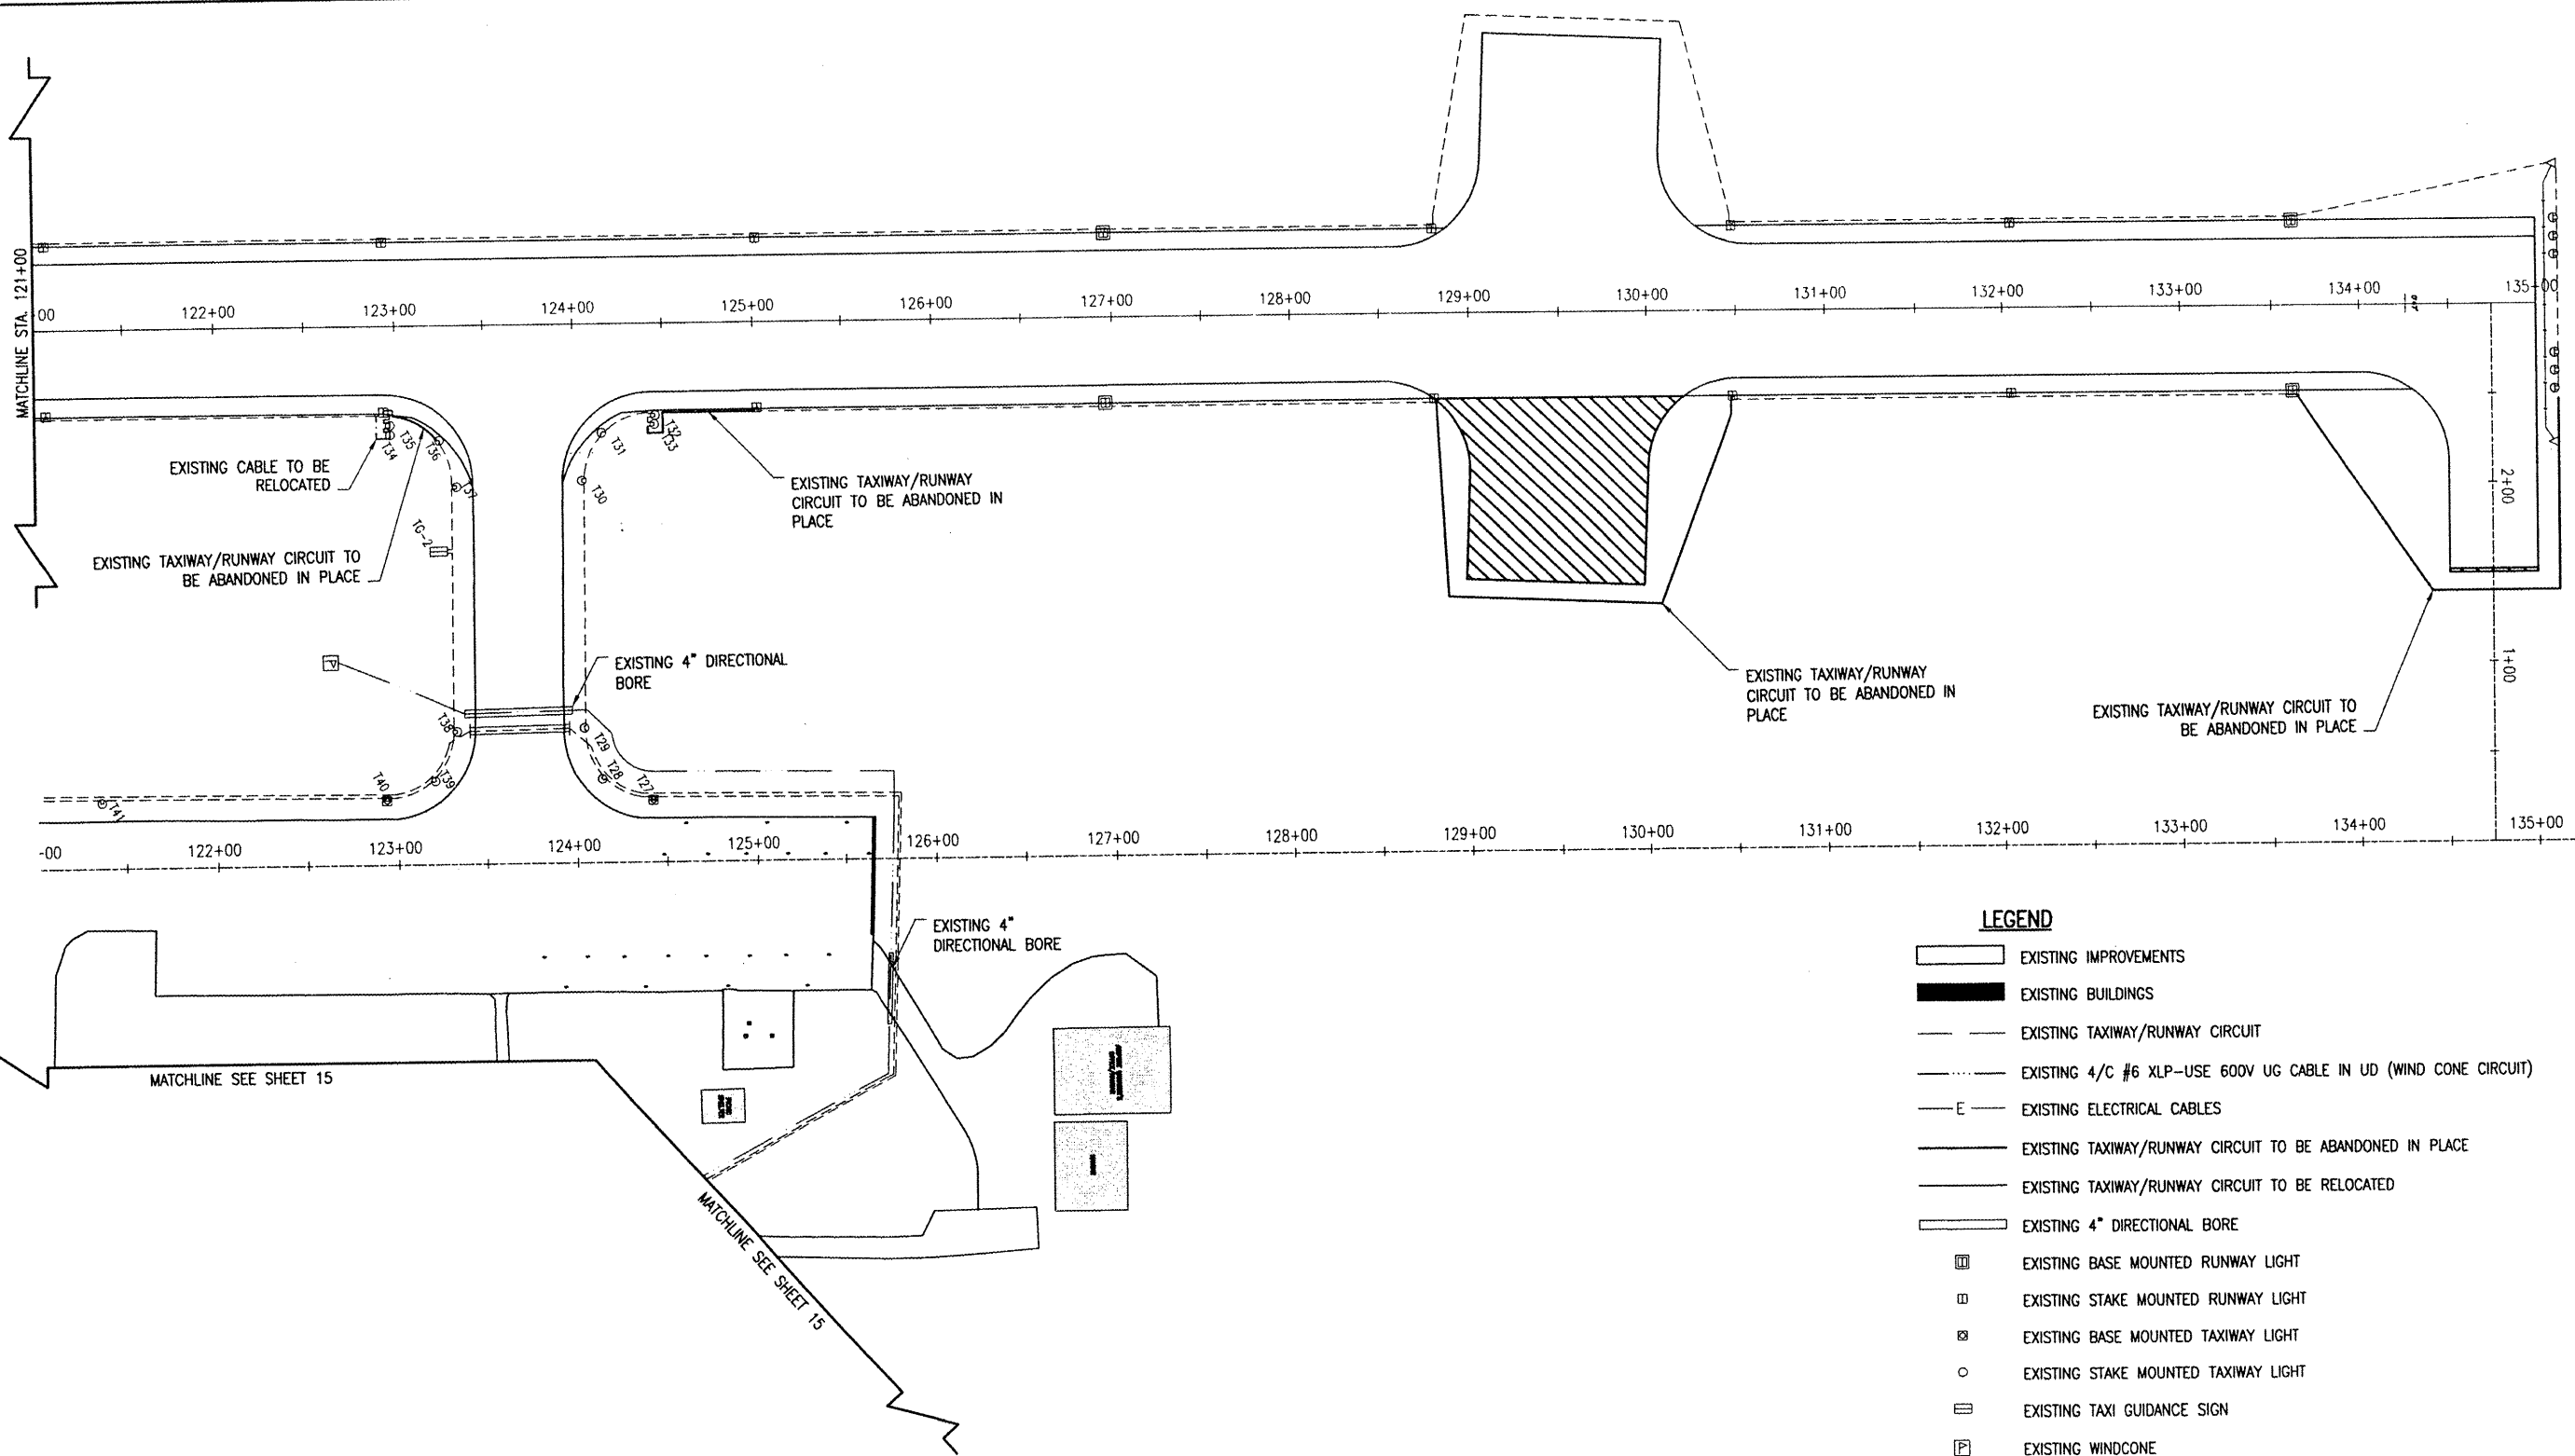 MATCHLINE STA. 121+00
00
122+00
123+00
124+00
125+00
126+00
127+00
128+00
129+00
130+00
131+00
132+00
133+00
134+00
135+00
T34
T35
T36
T37
T31
T30
T32
T33
TG-2
EXISTING CABLE TO BE
RELOCATED
EXISTING TAXIWAY/RUNWAY
CIRCUIT TO BE ABANDONED IN
PLACE
EXISTING TAXIWAY/RUNWAY CIRCUIT TO
BE ABANDONED IN PLACE
2+00
1+00
EXISTING 4" DIRECTIONAL
BORE
EXISTING TAXIWAY/RUNWAY
CIRCUIT TO BE ABANDONED IN
PLACE
EXISTING TAXIWAY/RUNWAY CIRCUIT TO
BE ABANDONED IN PLACE
T38
T39
T40
T41
T29
T28
T27
-00
122+00
123+00
124+00
125+00
126+00
127+00
128+00
129+00
130+00
131+00
132+00
133+00
134+00
135+00
EXISTING 4"
DIRECTIONAL BORE
MATCHLINE SEE SHEET 15
MATCHLINE SEE SHEET 15
LEGEND
EXISTING IMPROVEMENTS
EXISTING BUILDINGS
EXISTING TAXIWAY/RUNWAY CIRCUIT
EXISTING 4/C #6 XLP-USE 600V UG CABLE IN UD (WIND CONE CIRCUIT)
E EXISTING ELECTRICAL CABLES
EXISTING TAXIWAY/RUNWAY CIRCUIT TO BE ABANDONED IN PLACE
EXISTING TAXIWAY/RUNWAY CIRCUIT TO BE RELOCATED
EXISTING 4" DIRECTIONAL BORE
EXISTING BASE MOUNTED RUNWAY LIGHT
EXISTING STAKE MOUNTED RUNWAY LIGHT
EXISTING BASE MOUNTED TAXIWAY LIGHT
EXISTING STAKE MOUNTED TAXIWAY LIGHT
EXISTING TAXI GUIDANCE SIGN
EXISTING WINDCONE